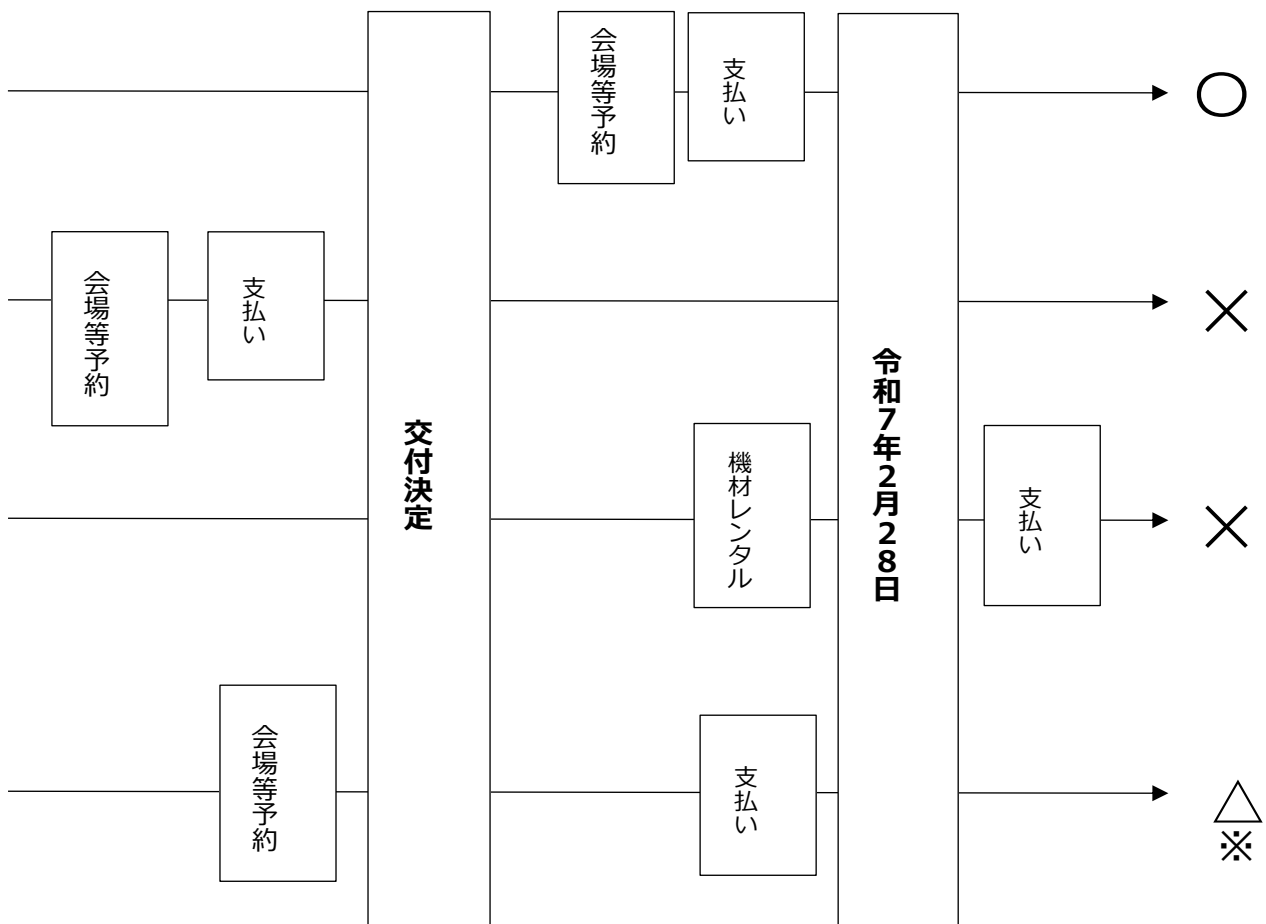 会場等予約
支払い
○
会場等予約
支払い
×
交付決定
令和7年2月28日
機材レンタル
支払い
×
会場等予約
支払い
△
※